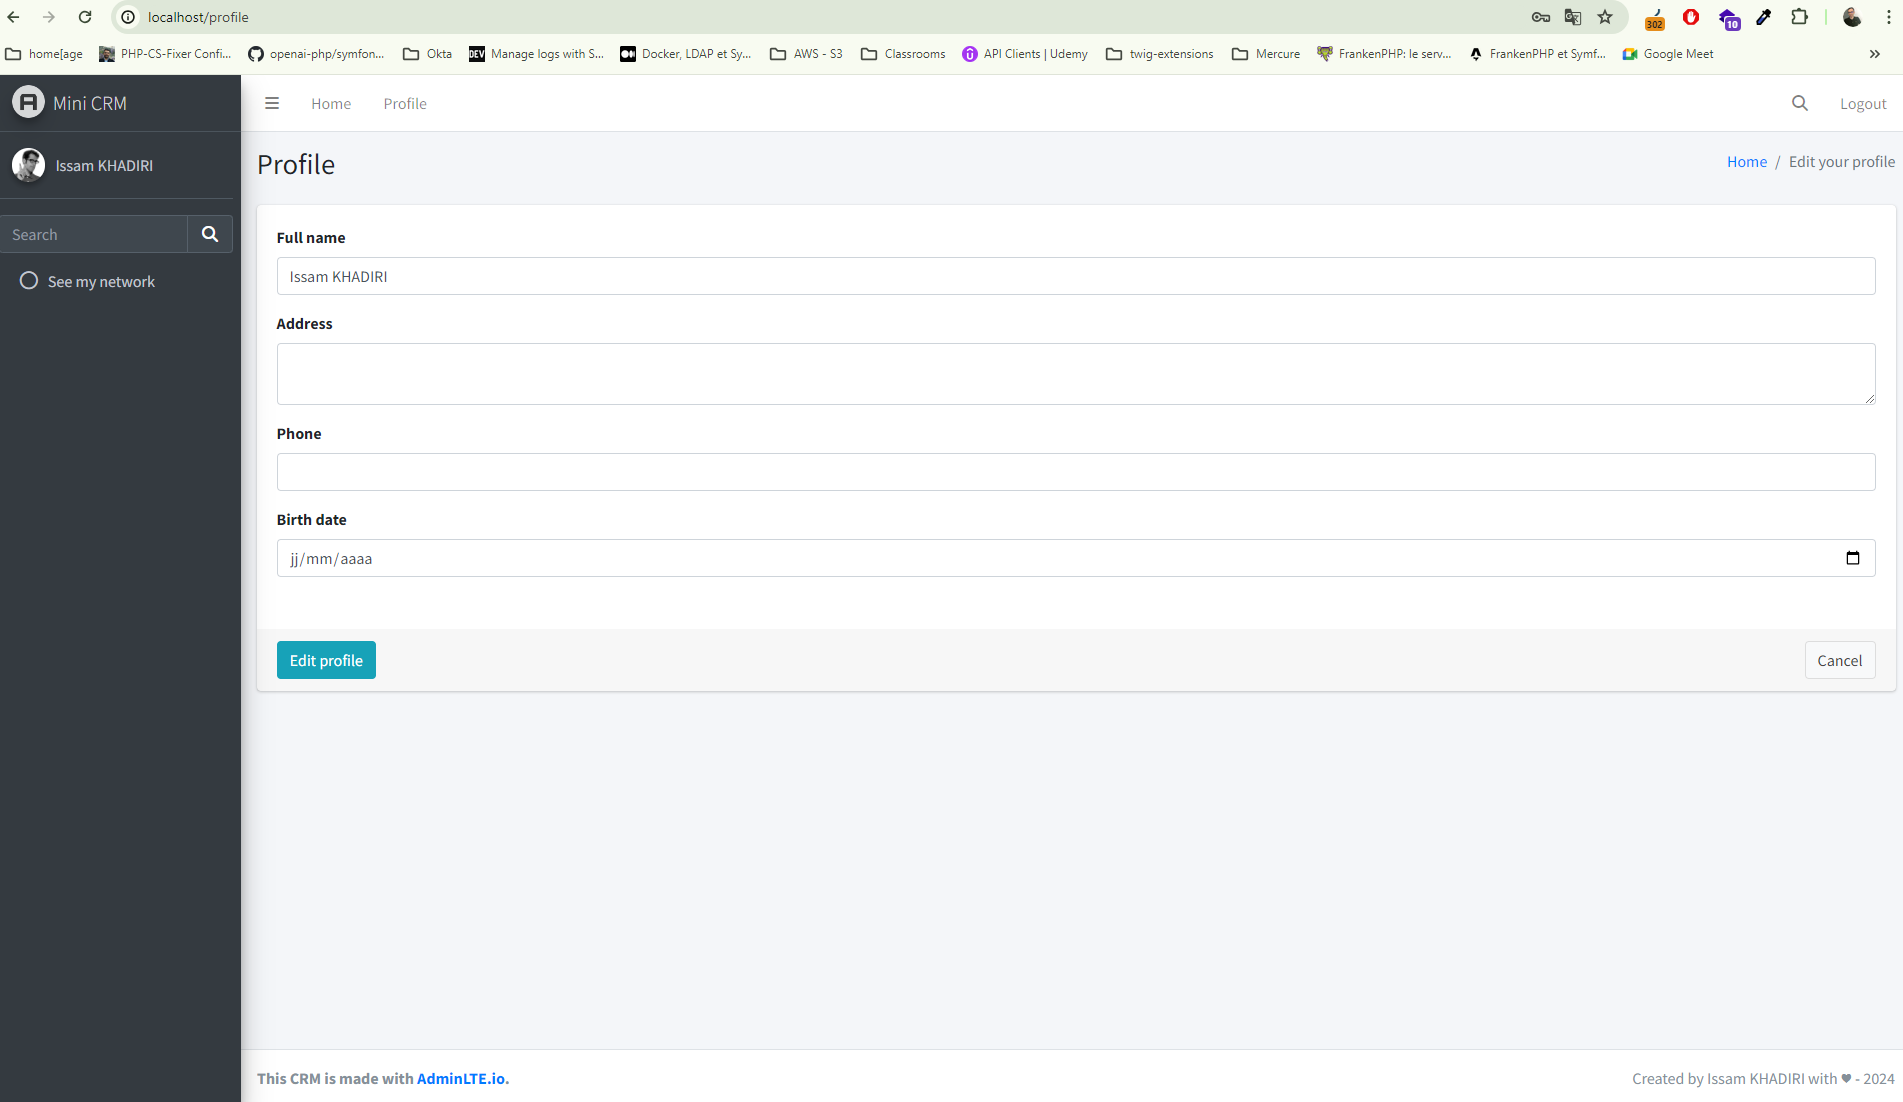 localhost/profile
302
10
home[age
PHP-CS-Fixer Confi...
openai-php/symfon...
Okta
DEV Manage logs with S...
Docker, LDAP et Sy...
AWS - S3
Classrooms
API Clients | Udemy
twig-extensions
Mercure
FrankenPHP: le serv...
FrankenPHP et Symf...
Google Meet
Mini CRM
Home
Profile
Logout
Issam KHADIRI
Search
See my network
Profile
Home / Edit your profile
Full name
Issam KHADIRI
Address
Phone
Birth date
jj/mm/aaaa
Edit profile
Cancel
This CRM is made with AdminLTE.io.
Created by Issam KHADIRI with ♥ - 2024